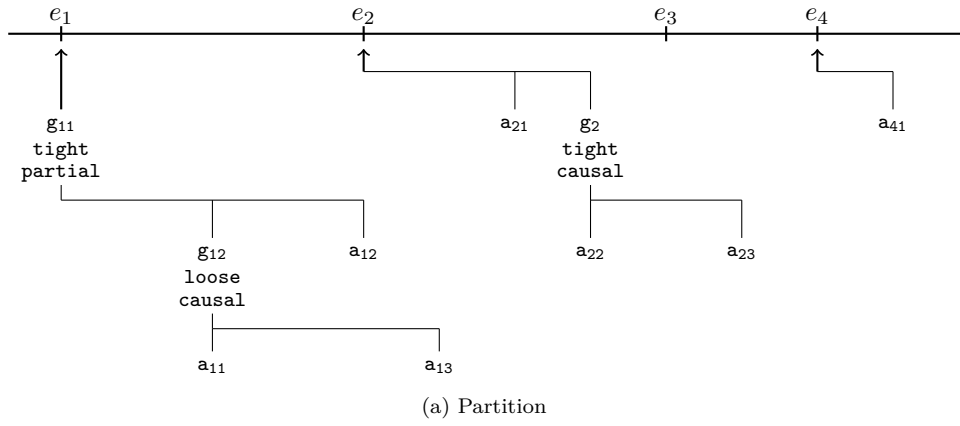 e₁ e₂ e₃ e₄
g₁₁ a₂₁ g₂ a₄₁
tight tight
partial causal
g₁₂ a₁₂ a₂₂ a₂₃
loose
causal
a₁₁ a₁₃
(a) Partition